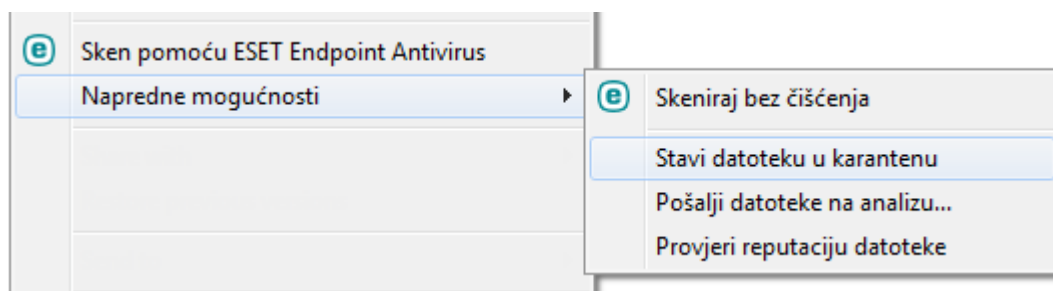 Sken pomoću ESET Endpoint Antivirus
Napredne mogućnosti
Skeniraj bez čišćenja
Stavi datoteku u karantenu
Pošalji datoteke na analizu...
Provjeri reputaciju datoteke